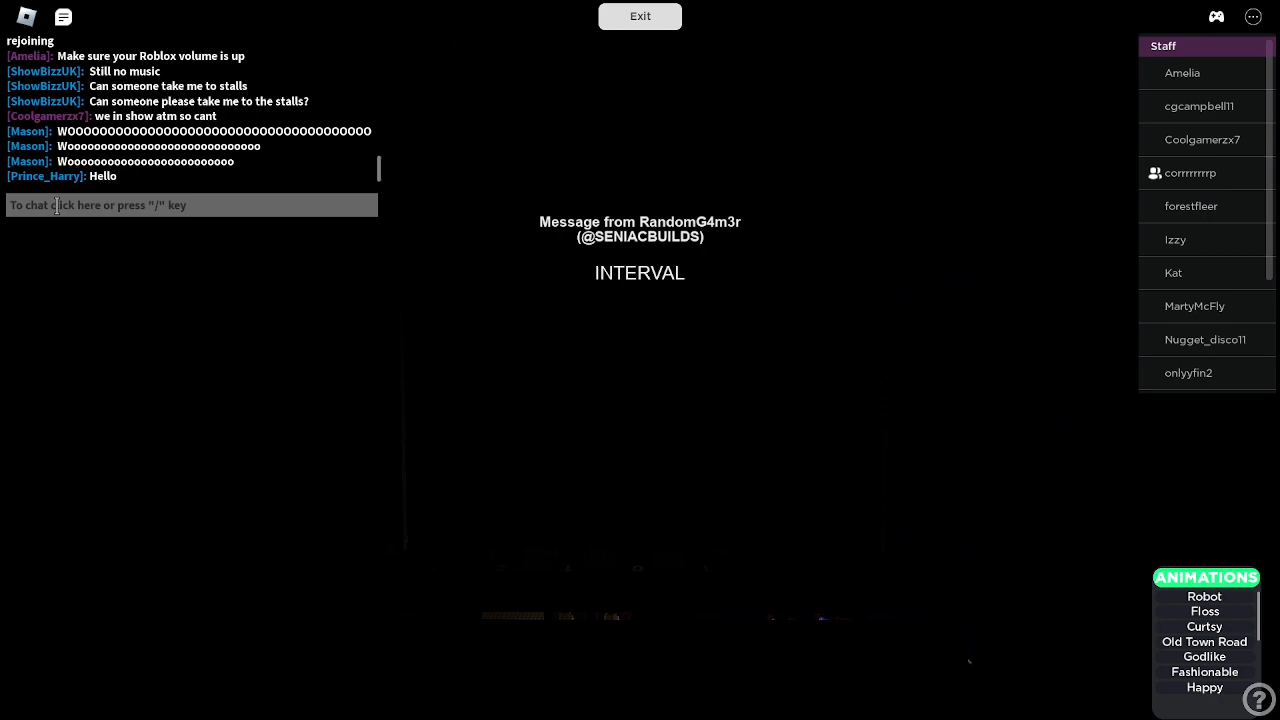 Exit
rejoining
[Amelia]: Make sure your Roblox volume is up
[ShowBizzUK]: Still no music
[ShowBizzUK]: Can someone take me to stalls
[ShowBizzUK]: Can someone please take me to the stalls?
[Coolgamerzx7]: we in show atm so cant
[Mason]: WOOOOOOOOOOOOOOOOOOOOOOOOOOOOOOOOOOOOOO
[Mason]: Woooooooooooooooooooooooooooo
[Mason]: Wooooooooooooooooooooooooo
[Prince_Harry]: Hello
To chat click here or press "/" key
Message from RandomG4m3r
(@SENIACBUILDS)
INTERVAL
Staff
Amelia
cgcampbell11
Coolgamerzx7
corrrrrrrrp
forestfleer
Izzy
Kat
MartyMcFly
Nugget_disco11
onlyyfin2
ANIMATIONS
Robot
Floss
Curtsy
Old Town Road
Godlike
Fashionable
Happy
?